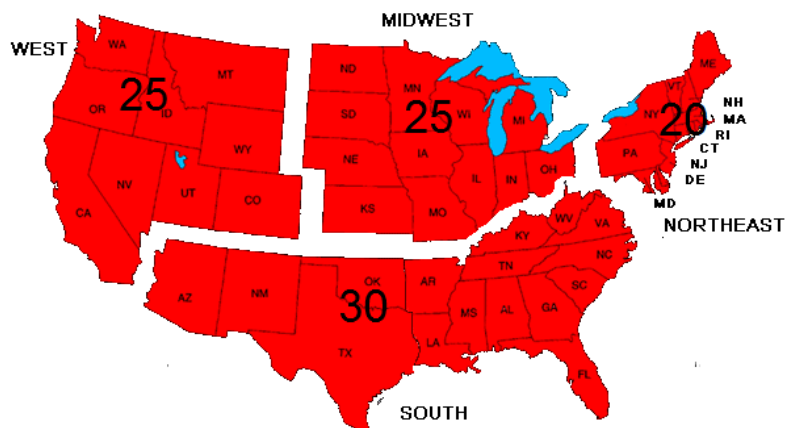 MIDWEST
WEST
WA
MT
ND
MN
ME
VT
25
25
OR
ID
SD
WI
MI
NY
20
NH
MA
RI
CT
NJ
DE
MD
NORTHEAST
WY
NE
IA
PA
NV
UT
CO
IL
IN
OH
CA
KS
MO
WV
VA
KY
NC
TN
AZ
NM
OK
AR
SC
30
MS
AL
GA
TX
LA
FL
SOUTH